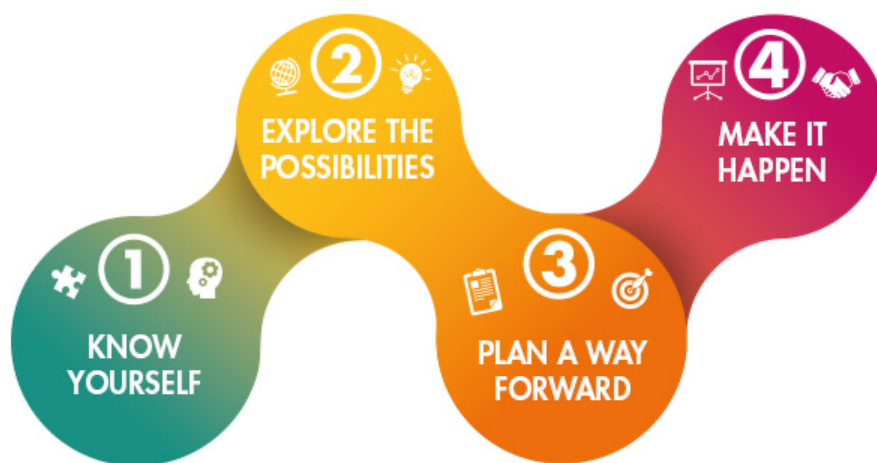 1
KNOW
YOURSELF
2
EXPLORE THE
POSSIBILITIES
3
PLAN A WAY
FORWARD
4
MAKE IT
HAPPEN